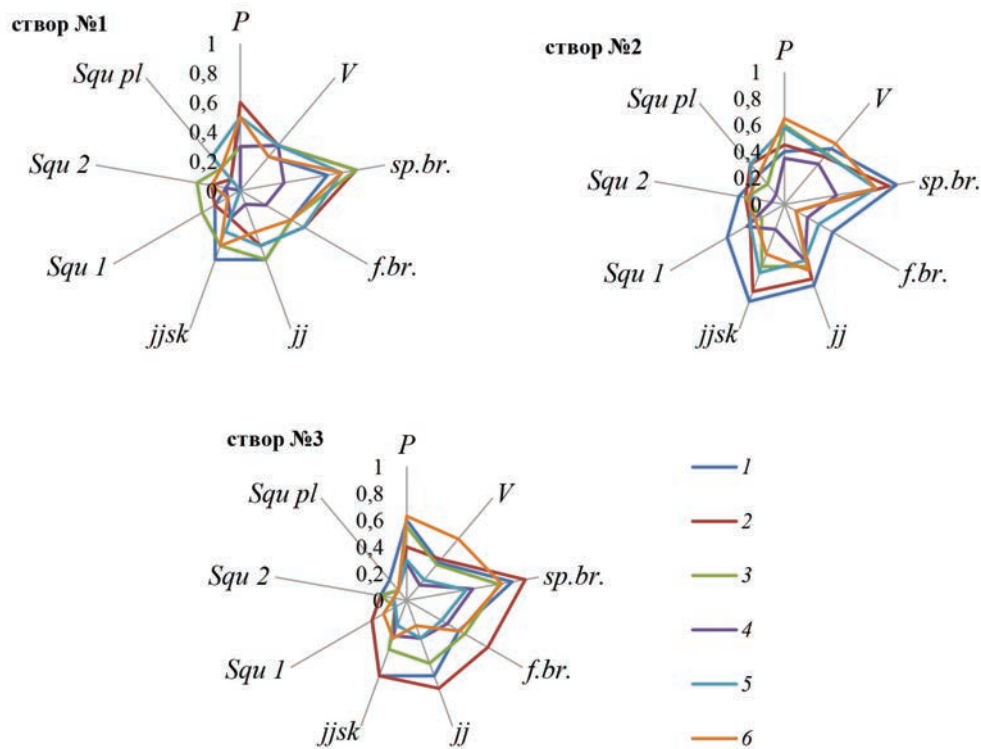 створ №1
P
V
sp.br.
f.br.
jj
jjsk
Squ 1
Squ 2
Squ pl
1
0,8
0,6
0,4
0,2
0
створ №2
P
V
sp.br.
f.br.
jj
jjsk
Squ 1
Squ 2
Squ pl
1
0,8
0,6
0,4
0,2
0
створ №3
P
V
sp.br.
f.br.
jj
jjsk
Squ 1
Squ 2
Squ pl
1
0,8
0,6
0,4
0,2
0
1
2
3
4
5
6